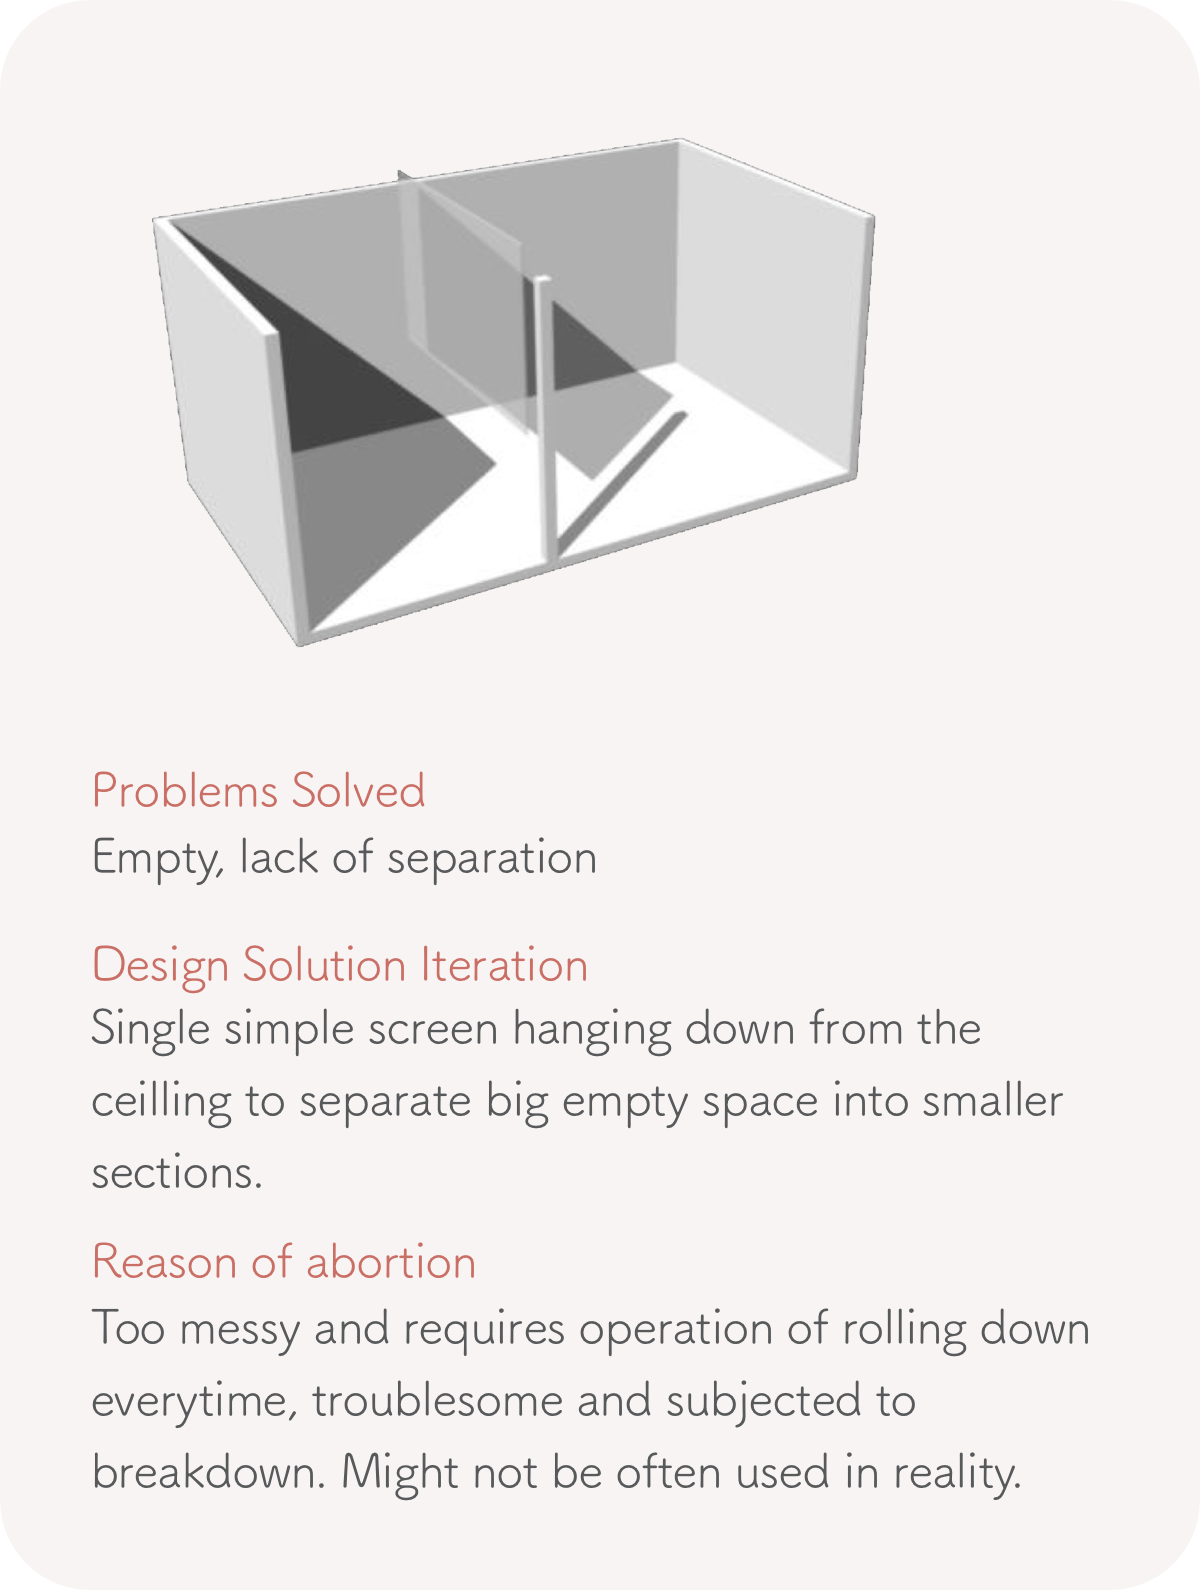 Problems Solved
Empty, lack of separation
Design Solution Iteration
Single simple screen hanging down from the
ceilling to separate big empty space into smaller
sections.
Reason of abortion
Too messy and requires operation of rolling down
everytime, troublesome and subjected to
breakdown. Might not be often used in reality.